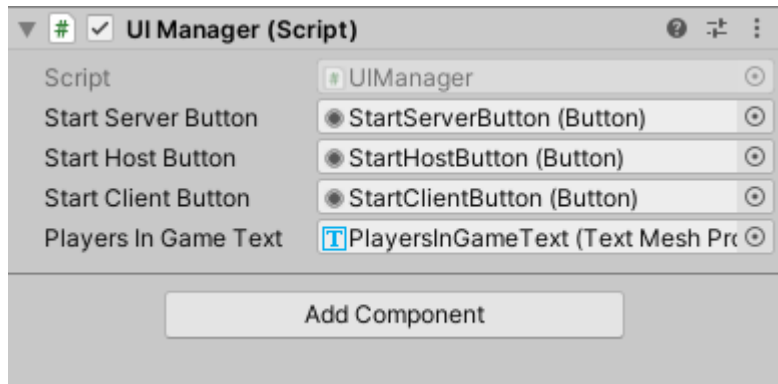 # UI Manager (Script)
Script # UIManager
Start Server Button StartServerButton (Button)
Start Host Button StartHostButton (Button)
Start Client Button StartClientButton (Button)
Players In Game Text T PlayersInGameText (Text Mesh Pro
Add Component